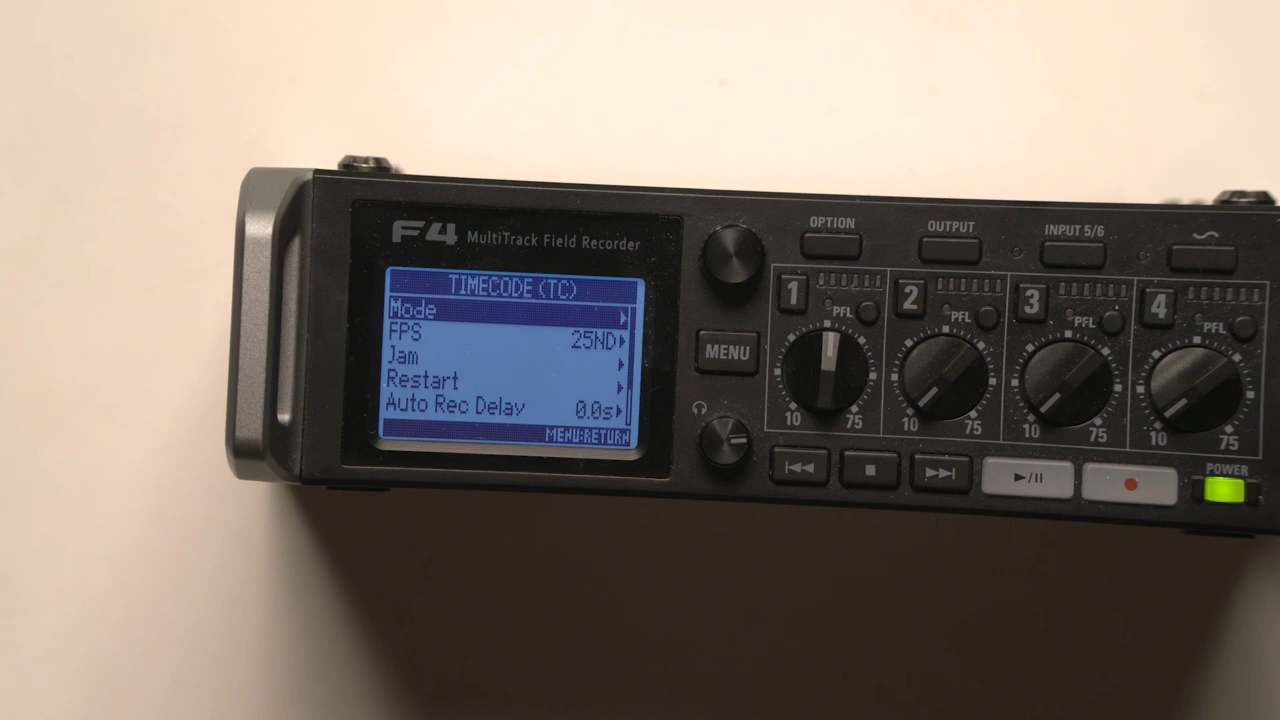 F4 MultiTrack Field Recorder
TIMECODE (TC)
Mode
FPS 25ND
Jam
Restart
Auto Rec Delay 0.0s
MENU:RETURN
MENU
OPTION
OUTPUT
INPUT 5/6
1 PFL
2 PFL
3 PFL
4 PFL
10 75
10 75
10 75
10 75
POWER